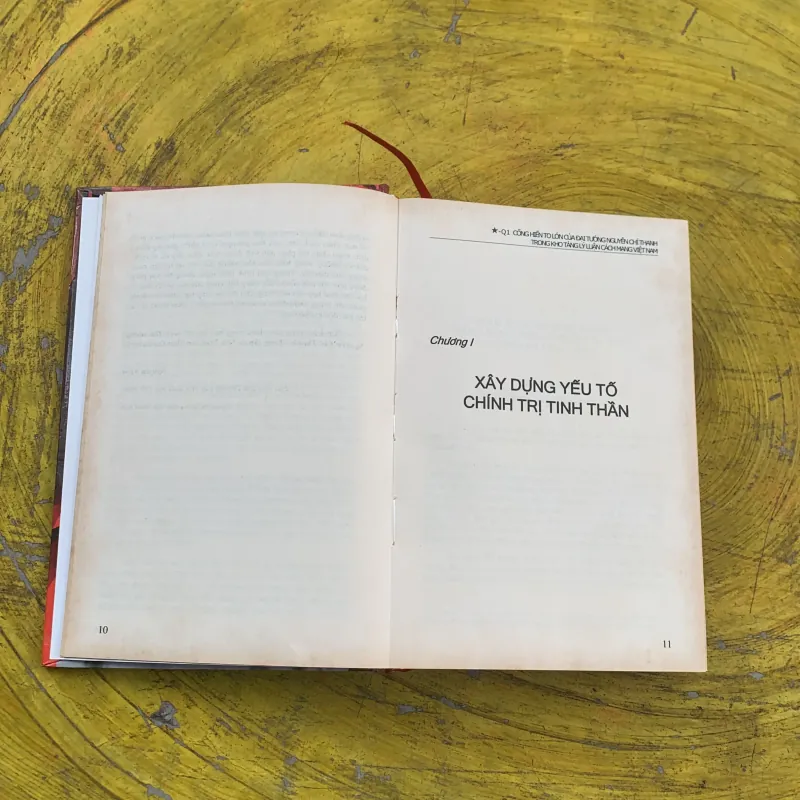 ★-Q1 CỐNG HIẾN TO LỚN CỦA ĐẠI TƯỚNG NGUYỄN CHÍ THANH
TRONG KHO TÀNG LÝ LUẬN CÁCH MẠNG VIỆT NAM
Chương I
XÂY DỰNG YẾU TỐ
CHÍNH TRỊ TINH THẦN
10
11